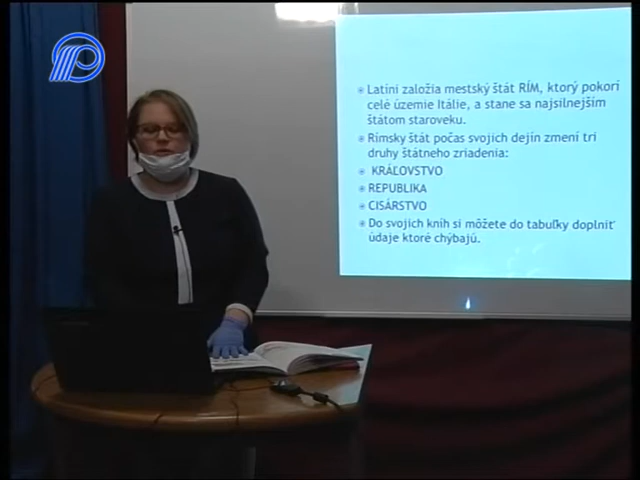 Latini založia mestský štát RÍM, ktorý pokorí
celé územie Itálie, a stane sa najsilnejším
štátom staroveku.
Rímsky štát počas svojich dejín zmení tri
druhy štátneho zriadenia:
KRÁĽOVSTVO
REPUBLIKA
CISÁRSTVO
Do svojich kníh si môžete do tabuľky doplniť
údaje ktoré chýbajú.